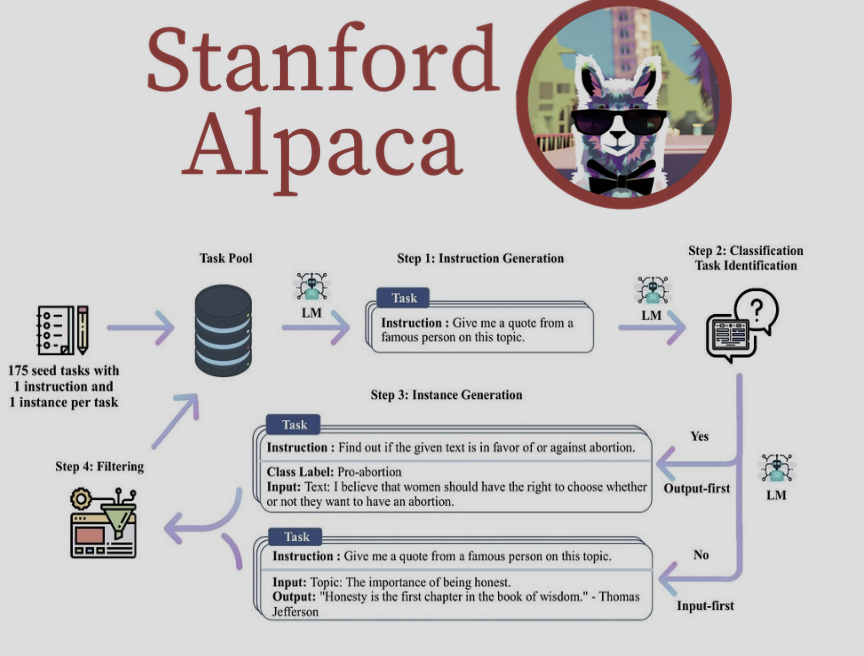 Stanford
Alpaca
Task Pool
Step 1: Instruction Generation
Step 2: Classification
Task Identification
LM
LM
Task
Instruction : Give me a quote from a
famous person on this topic.
?
175 seed tasks with
1 instruction and
1 instance per task
Step 3: Instance Generation
Task
Instruction : Find out if the given text is in favor of or against abortion.
Class Label: Pro-abortion
Input: Text: I believe that women should have the right to choose whether
or not they want to have an abortion.
Yes
Output-first
LM
Step 4: Filtering
Task
Instruction : Give me a quote from a famous person on this topic.
Input: Topic: The importance of being honest.
Output: "Honesty is the first chapter in the book of wisdom." - Thomas
Jefferson
No
Input-first